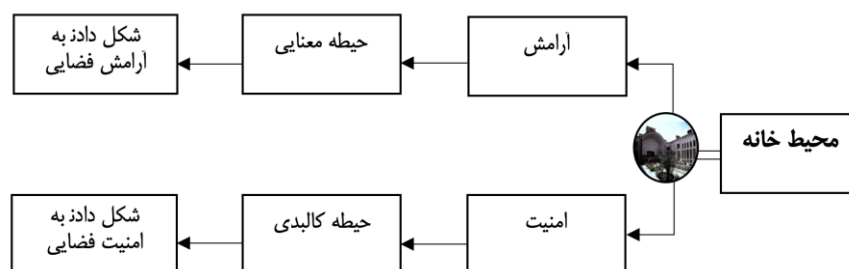 محیط خانه
آرامش
حیطه معنایی
شکل دادن به
آرامش فضایی
امنیت
حیطه کالبدی
شکل دادن به
امنیت فضایی